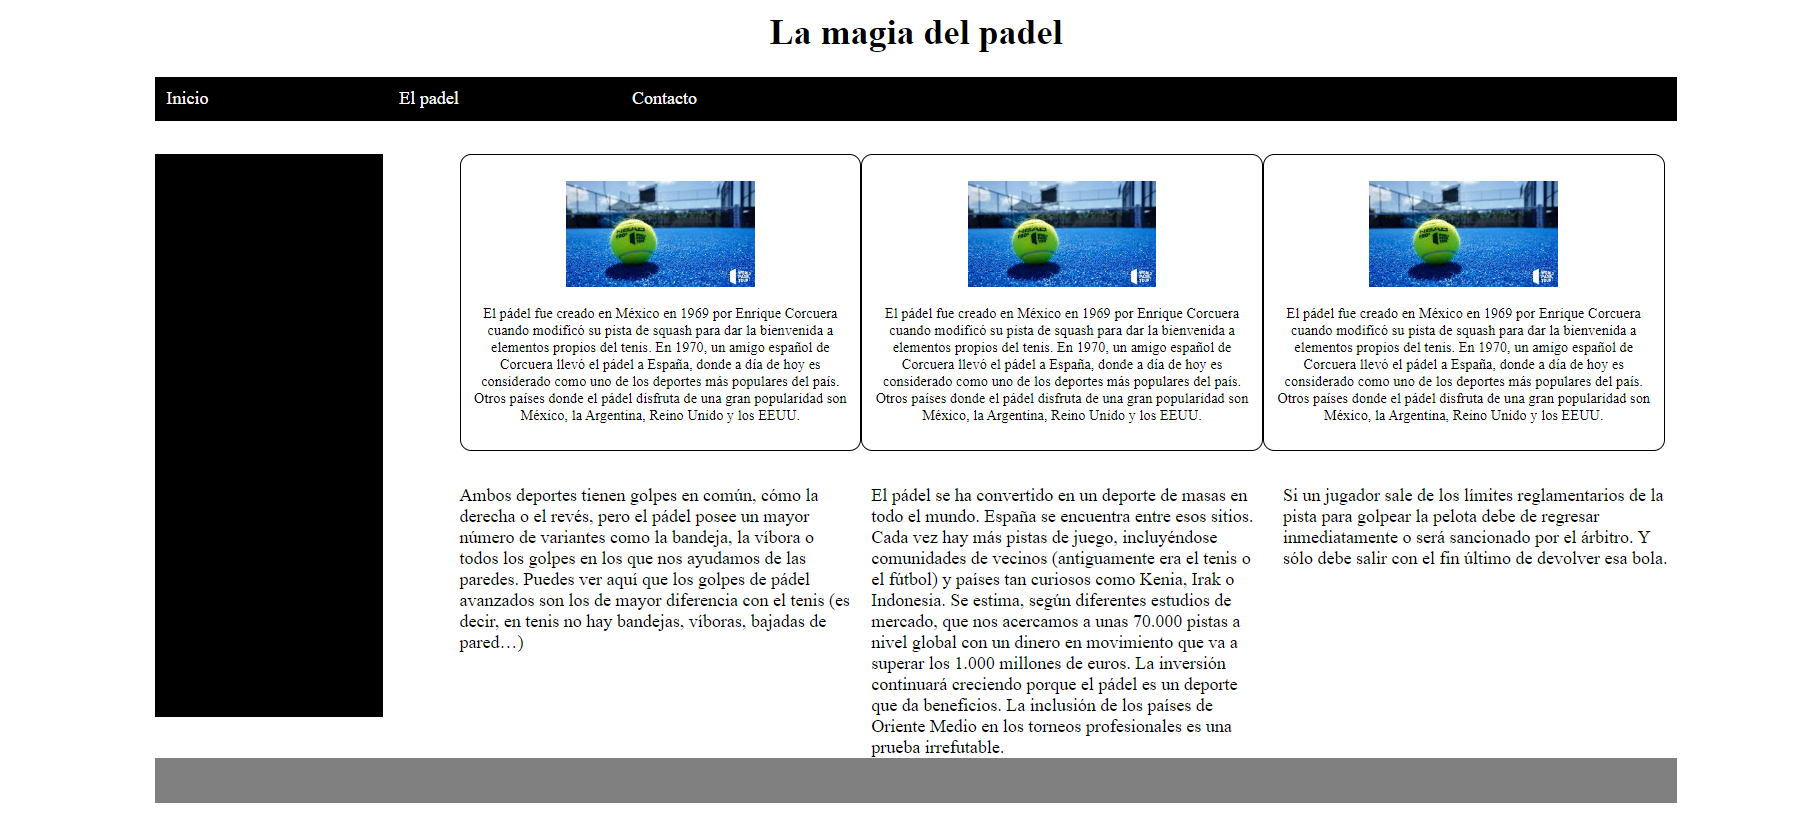 La magia del padel
Inicio
El padel
Contacto
El pádel fue creado en México en 1969 por Enrique Corcuera
cuando modificó su pista de squash para dar la bienvenida a
elementos propios del tenis. En 1970, un amigo español de
Corcuera llevó el pádel a España, donde a día de hoy es
considerado como uno de los deportes más populares del país.
Otros países donde el pádel disfruta de una gran popularidad son
México, la Argentina, Reino Unido y los EEUU.
El pádel fue creado en México en 1969 por Enrique Corcuera
cuando modificó su pista de squash para dar la bienvenida a
elementos propios del tenis. En 1970, un amigo español de
Corcuera llevó el pádel a España, donde a día de hoy es
considerado como uno de los deportes más populares del país.
Otros países donde el pádel disfruta de una gran popularidad son
México, la Argentina, Reino Unido y los EEUU.
El pádel fue creado en México en 1969 por Enrique Corcuera
cuando modificó su pista de squash para dar la bienvenida a
elementos propios del tenis. En 1970, un amigo español de
Corcuera llevó el pádel a España, donde a día de hoy es
considerado como uno de los deportes más populares del país.
Otros países donde el pádel disfruta de una gran popularidad son
México, la Argentina, Reino Unido y los EEUU.
Ambos deportes tienen golpes en común, cómo la
derecha o el revés, pero el pádel posee un mayor
número de variantes como la bandeja, la víbora o
todos los golpes en los que nos ayudamos de las
paredes. Puedes ver aquí que los golpes de pádel
avanzados son los de mayor diferencia con el tenis (es
decir, en tenis no hay bandejas, víboras, bajadas de
pared…)
El pádel se ha convertido en un deporte de masas en
todo el mundo. España se encuentra entre esos sitios.
Cada vez hay más pistas de juego, incluyéndose
comunidades de vecinos (antiguamente era el tenis o
el fútbol) y países tan curiosos como Kenia, Irak o
Indonesia. Se estima, según diferentes estudios de
mercado, que nos acercamos a unas 70.000 pistas a
nivel global con un dinero en movimiento que va a
superar los 1.000 millones de euros. La inversión
continuará creciendo porque el pádel es un deporte
que da beneficios. La inclusión de los países de
Oriente Medio en los torneos profesionales es una
prueba irrefutable.
Si un jugador sale de los límites reglamentarios de la
pista para golpear la pelota debe de regresar
inmediatamente o será sancionado por el árbitro. Y
sólo debe salir con el fin último de devolver esa bola.